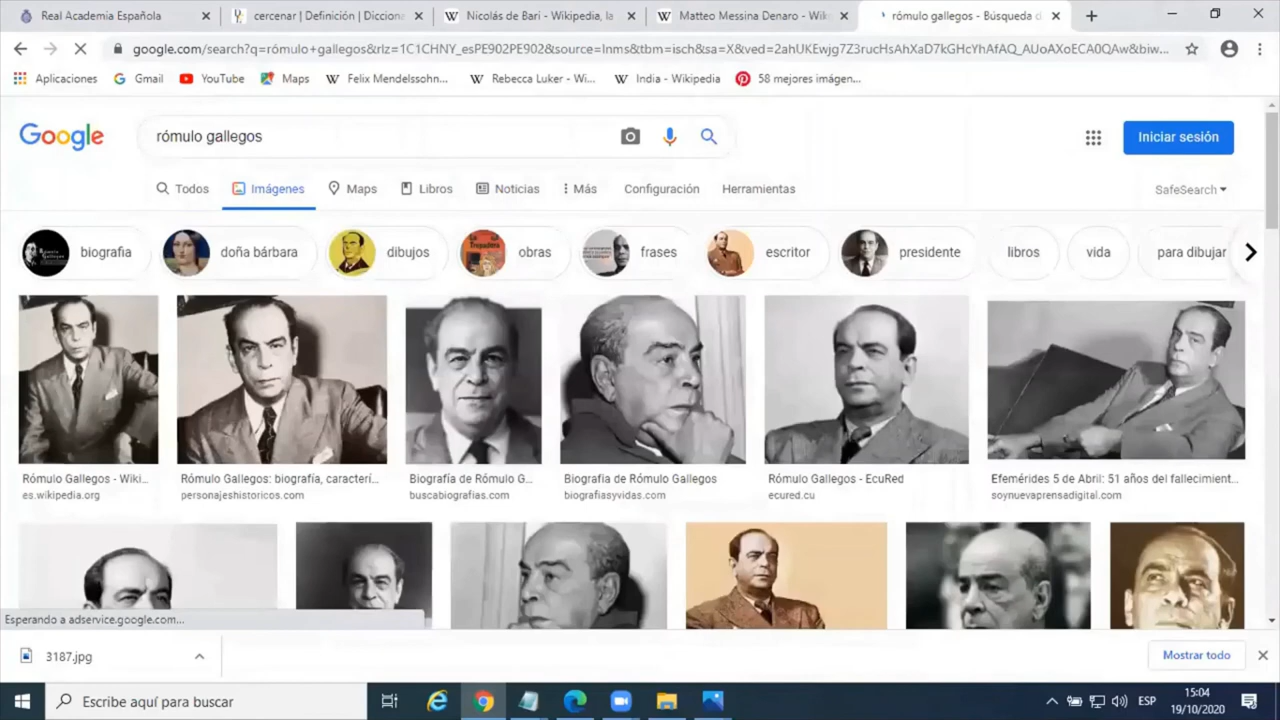 Real Academia Española
cercenar | Definición | Diccione
Nicolás de Bari - Wikipedia, la
Matteo Messina Denaro - Wik
rómulo gallegos - Búsqueda d
google.com/search?q=rómulo+gallegos&rlz=1C1CHNY_esPE902PE902&source=lnms&tbm=isch&sa=X&ved=2ahUKEwjg7Z3rucHsAhXaD7kGHcYhAfAQ_AUoAXoECA0QAw&biw...
Aplicaciones
Gmail
YouTube
Maps
Felix Mendelssohn...
Rebecca Luker - Wi...
India - Wikipedia
58 mejores imágen...
Google
rómulo gallegos
Iniciar sesión
Todos
Imágenes
Maps
Libros
Noticias
Más
Configuración
Herramientas
SafeSearch
biografia
doña bárbara
dibujos
obras
frases
escritor
presidente
libros
vida
para dibujar
Rómulo Gallegos - Wiki...
es.wikipedia.org
Rómulo Gallegos: biografía, caracterí...
personajeshistoricos.com
Biografía de Rómulo G...
buscabiografias.com
Biografia de Rómulo Gallegos
biografiasyvidas.com
Rómulo Gallegos - EcuRed
ecured.cu
Efemérides 5 de Abril: 51 años del fallecimient...
soynuevaprensadigital.com
Esperando a adservice.google.com...
3187.jpg
Mostrar todo
Escribe aquí para buscar
ESP
15:04
19/10/2020